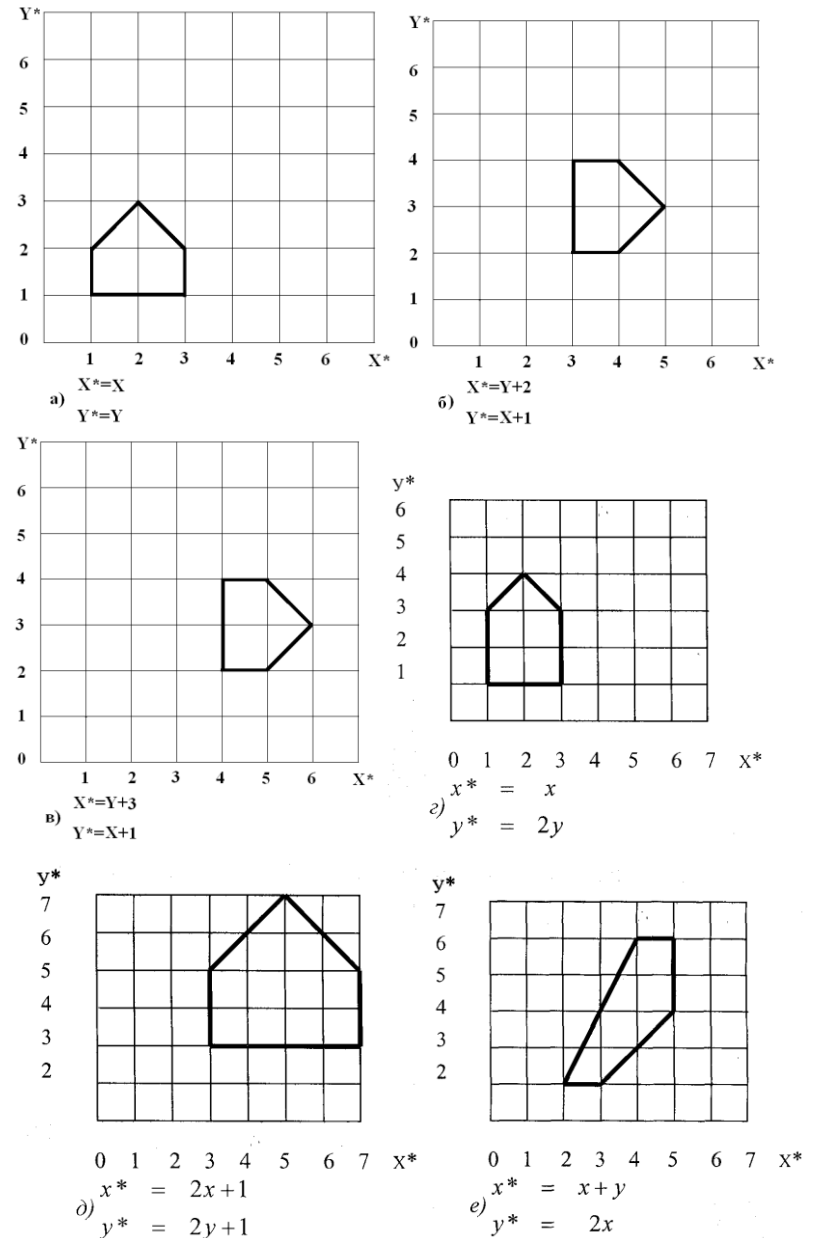 Y*
6
5
4
3
2
1
0
1 2 3 4 5 6 X*
а) X*=X
Y*=Y
Y*
6
5
4
3
2
1
0
1 2 3 4 5 6 X*
б) X*=Y+2
Y*=X+1
Y*
6
5
4
3
2
1
0
1 2 3 4 5 6 X*
в) X*=Y+3
Y*=X+1
y*
6
5
4
3
2
1
0 1 2 3 4 5 6 7 X*
г) x* = x
y* = 2y
y*
7
6
5
4
3
2
0 1 2 3 4 5 6 7 X*
д) x* = 2x+1
y* = 2y+1
y*
7
6
5
4
3
2
0 1 2 3 4 5 6 7 X*
е) x* = x+y
y* = 2x